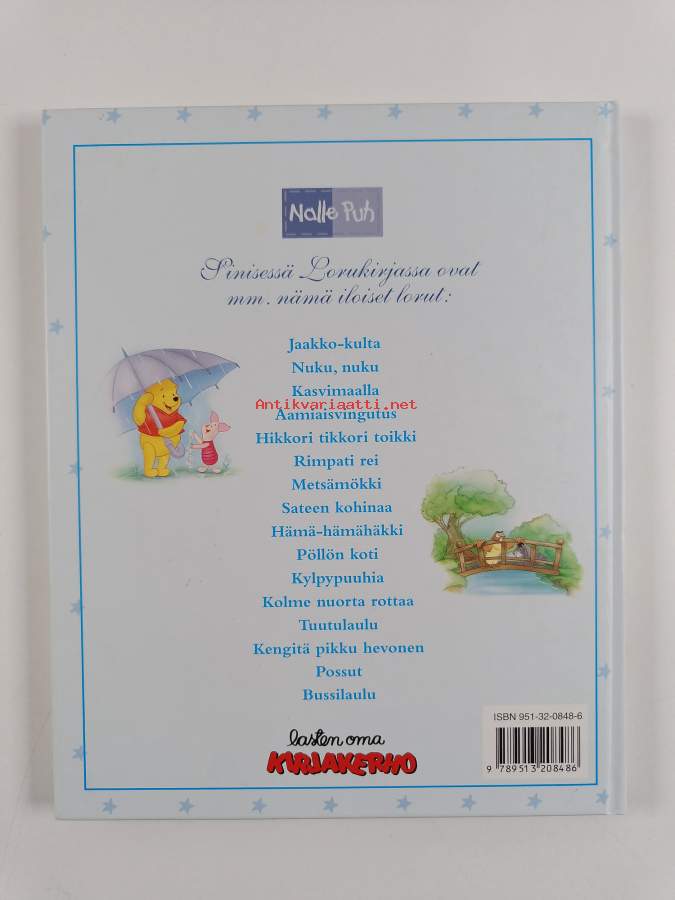 Nalle Puh
Sinisessä Lorukirjassa ovat
mm. nämä iloiset lorut:
Jaakko-kulta
Nuku, nuku
Kasvimaalla
Antikvariaatti.net
Aamiaisvingutus
Hikkori tikkori toikki
Rimpati rei
Metsämökki
Sateen kohinaa
Hämä-hämähäkki
Pöllön koti
Kylpypuuhia
Kolme nuorta rottaa
Tuutulaulu
Kengitä pikku hevonen
Possut
Bussilaulu
lasten oma
KIRJAKERHO
ISBN 951-32-0848-6
9 789513 208486